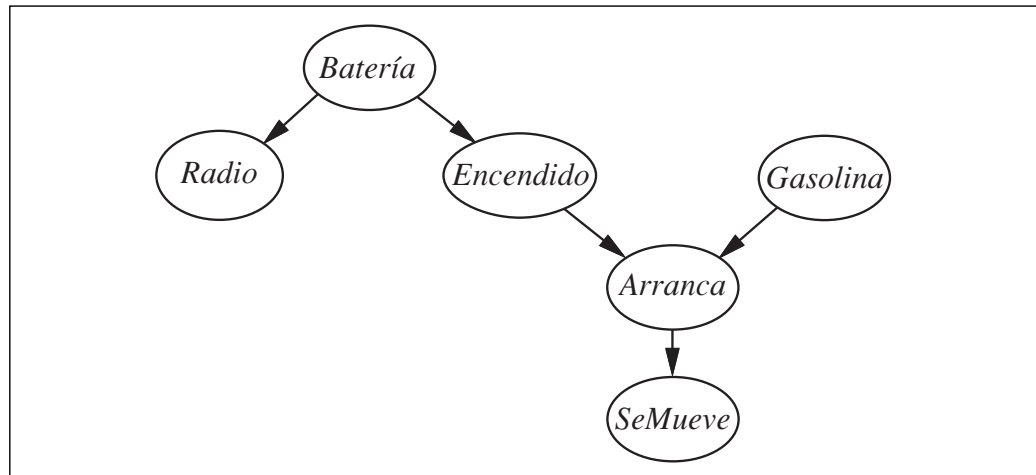 Batería
Radio
Encendido
Gasolina
Arranca
SeMueve